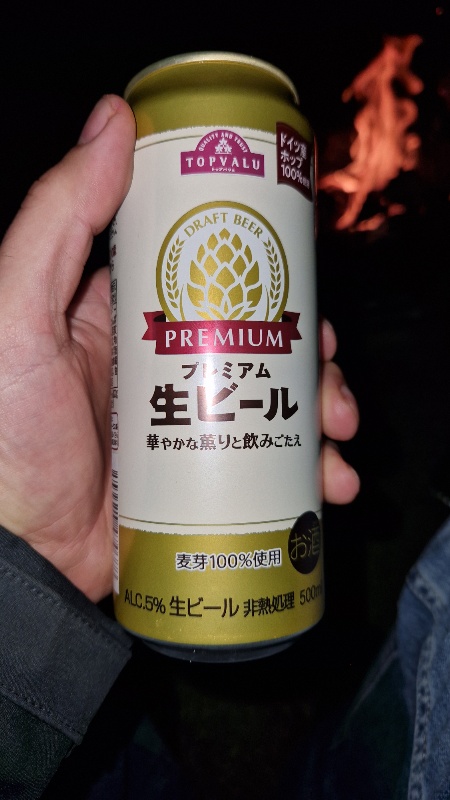 QUALITY AND TRUST
TOPVALU
トップバリュ
ドイツ産
ホップ
100%使用
DRAFT BEER
PREMIUM
プレミアム
生ビール
華やかな薫りと飲みごたえ
麦芽100%使用
お酒
ALC.5% 生ビール 非熱処理 500ml